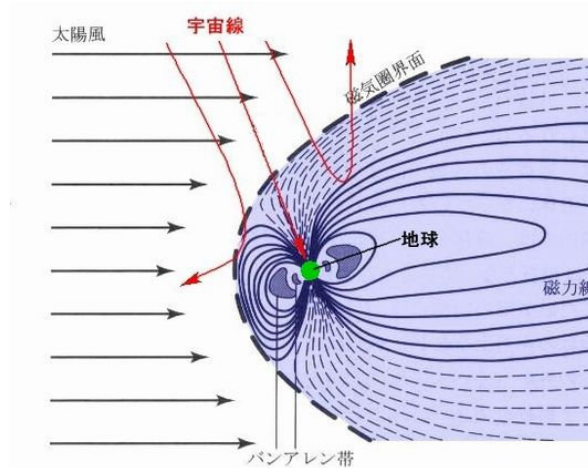 宇宙線
太陽風
磁気圏界面
地球
磁力線
バンアレン帯